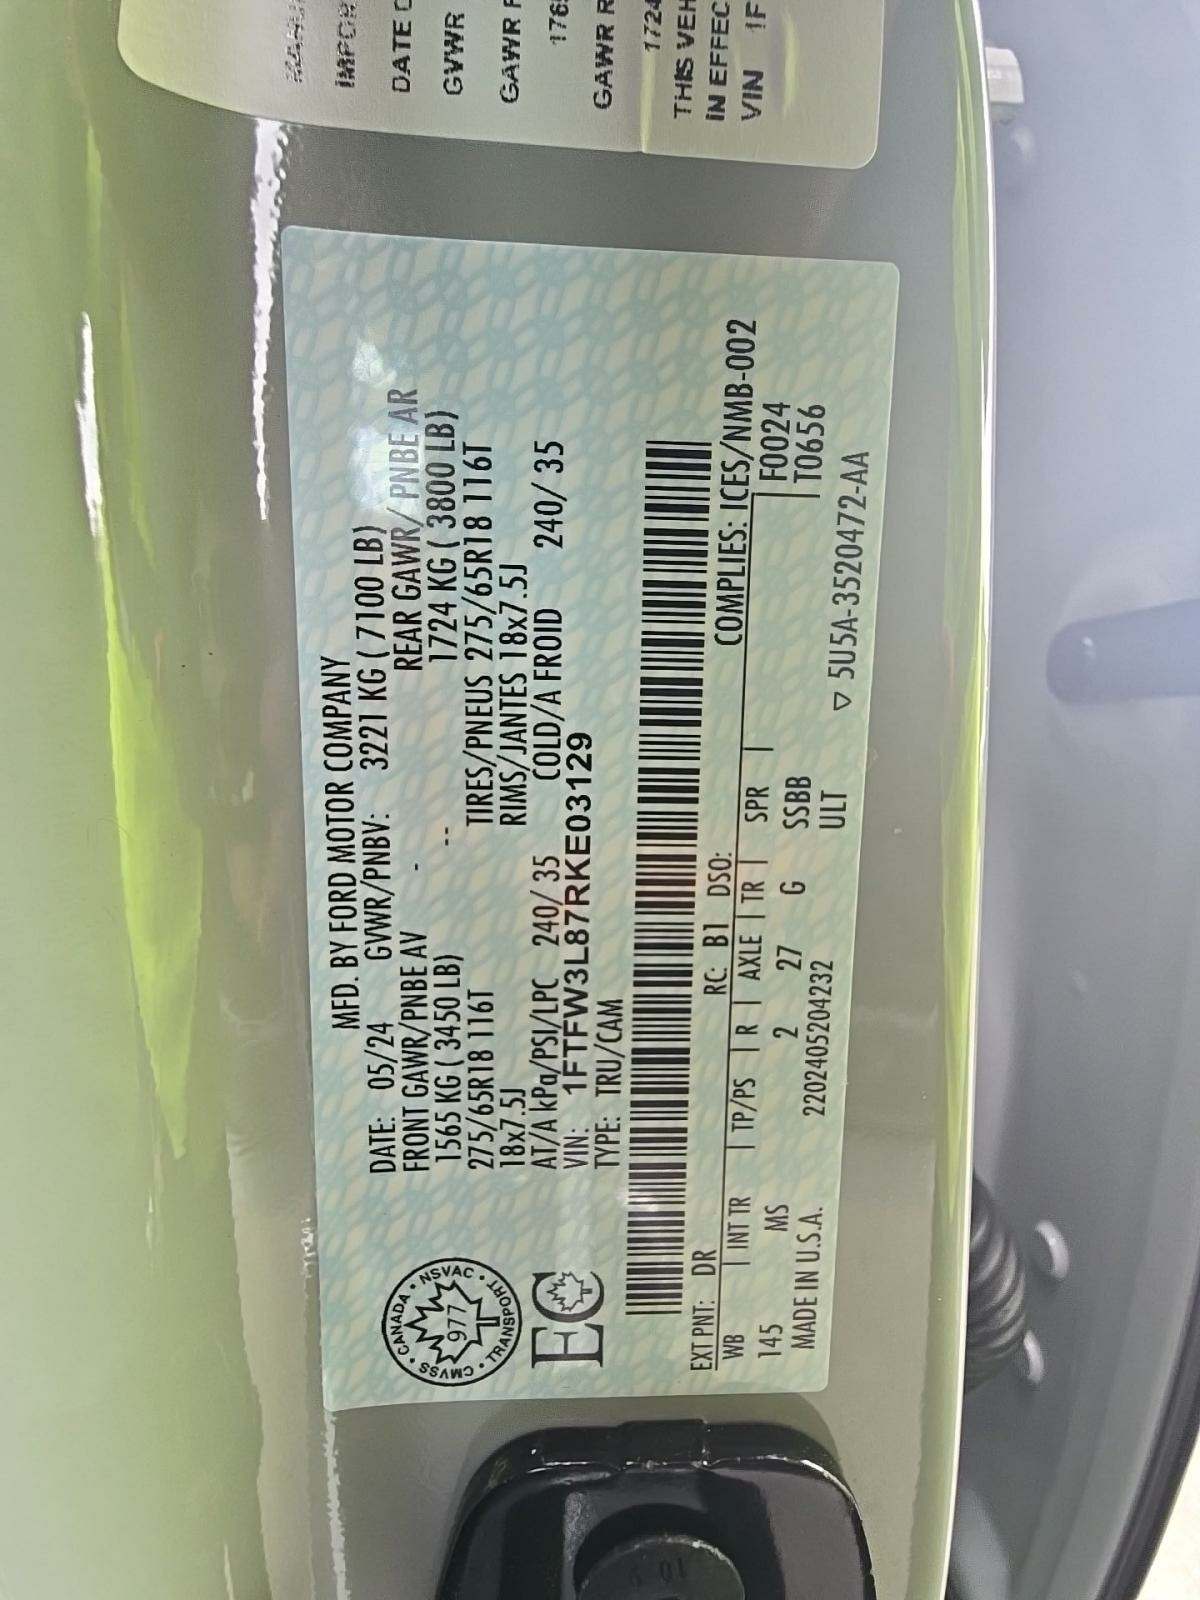 MFD. BY FORD MOTOR COMPANY
DATE: 05/24 GVWR/PNBV: 3221 KG ( 7100 LB)
FRONT GAWR/PNBE AV - REAR GAWR/ PNBE AR
1565 KG ( 3450 LB) -- 1724 KG ( 3800 LB)
275/65R18 116T TIRES/PNEUS 275/65R18 116T
18x7.5J RIMS/JANTES 18x7.5J
AT/A kPa/PSI/LPC 240/ 35 COLD/A FROID 240/ 35
VIN: 1FTFW3L87RKE03129
TYPE: TRU/CAM
CANADA • NSVAC • TRANSPORT • CMVSS •
977
EC
RC: B1 DSO: COMPLIES: ICES/NMB-002
EXT PNT: DR
WB | INT TR | TP/PS | R | AXLE | TR | SPR | F0024
145 MS 2 27 G SSBB T0656
MADE IN U.S.A. 2202405204232 ULT
▽ 5U5A-3520472-AA
DATE
GVWR
GAWR
176
GAWR R
1724
THIS VEH
IN EFFEC
VIN 1F
10